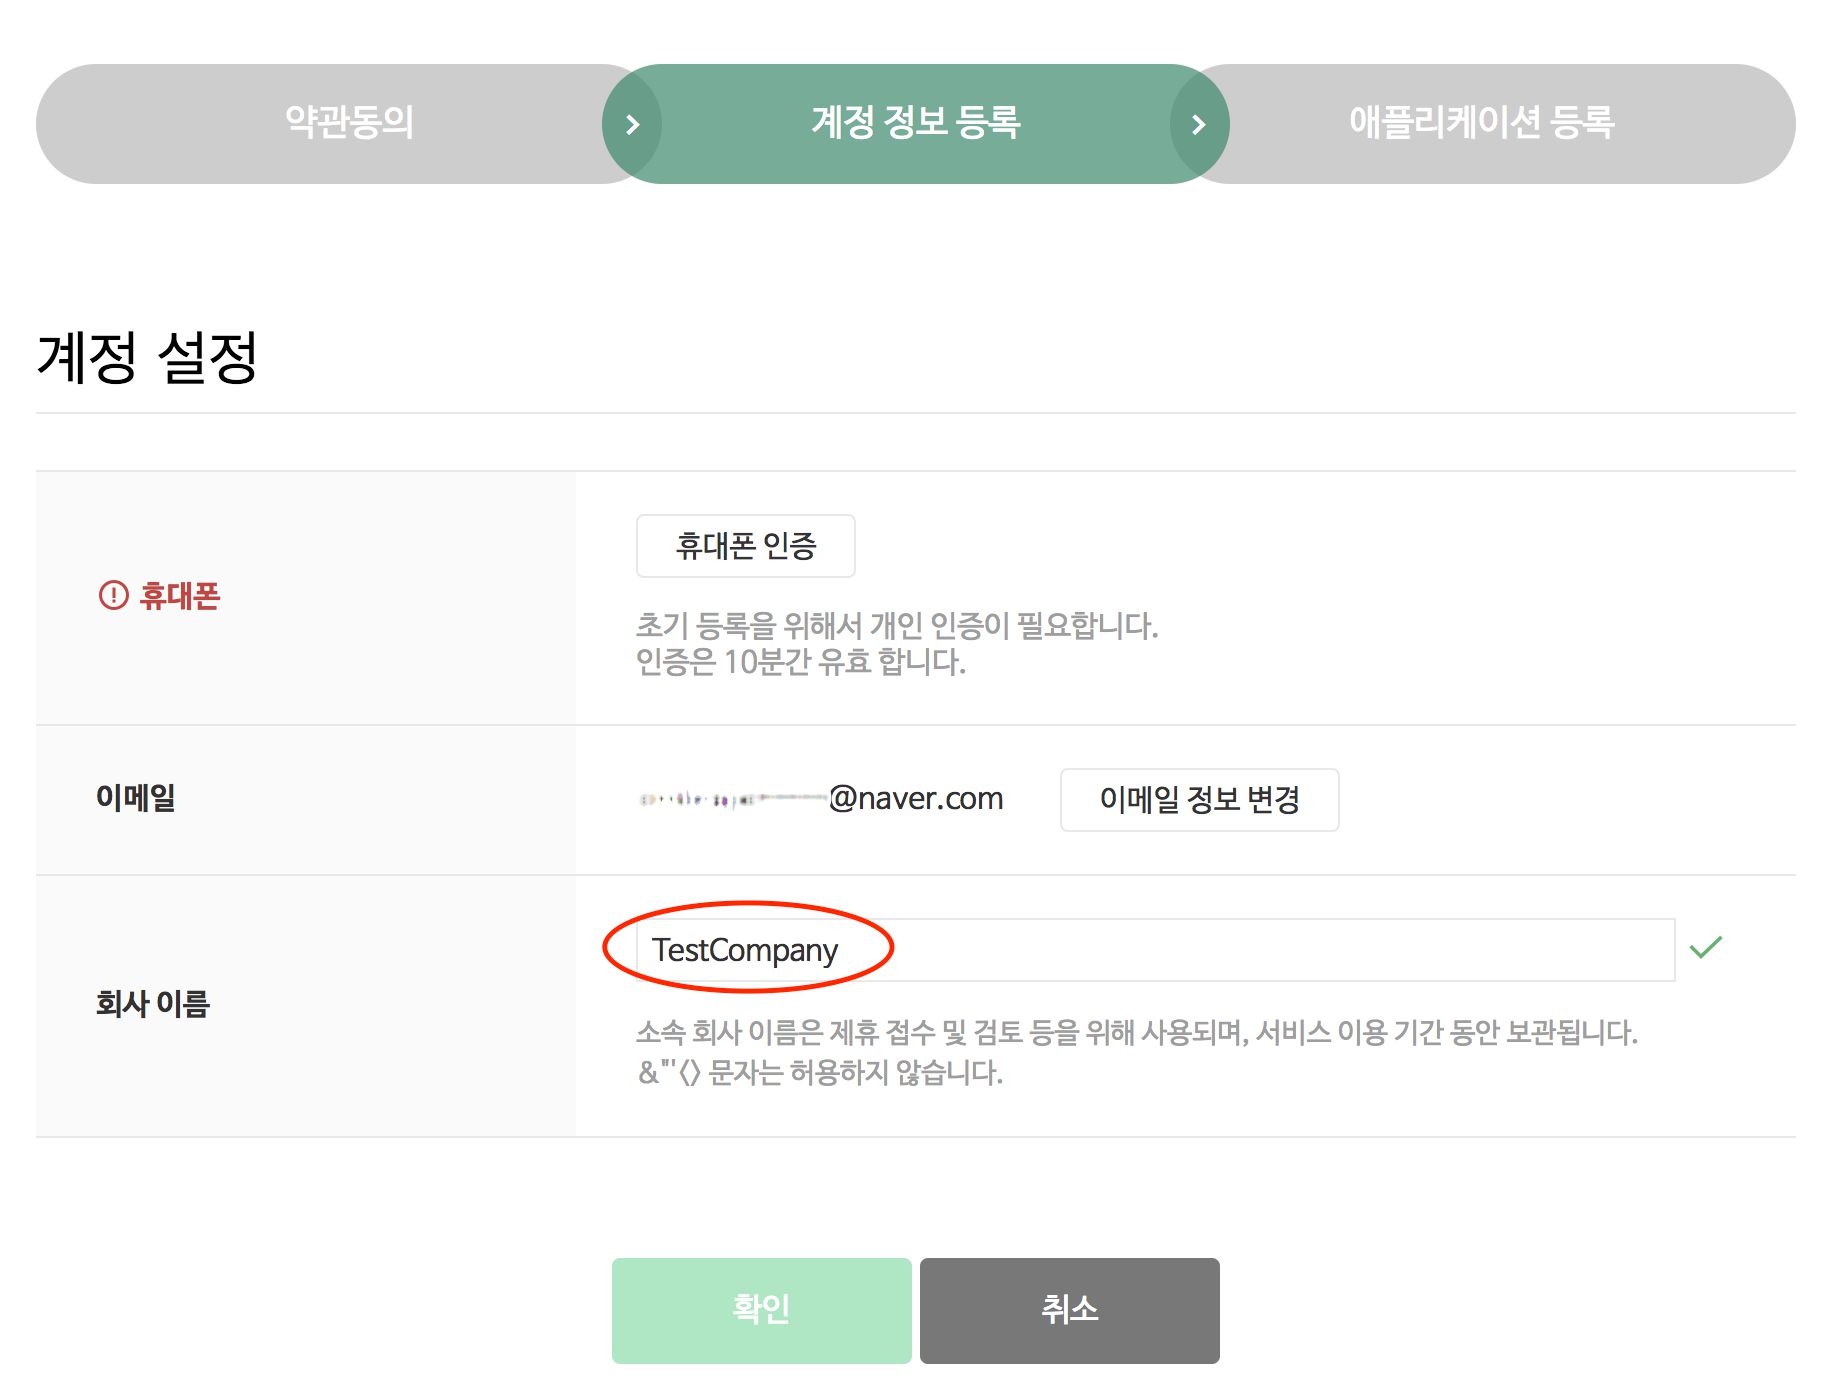 약관동의
계정 정보 등록
애플리케이션 등록
계정 설정
휴대폰
휴대폰 인증
초기 등록을 위해서 개인 인증이 필요합니다.
인증은 10분간 유효 합니다.
이메일
@naver.com
이메일 정보 변경
회사 이름
TestCompany
소속 회사 이름은 제휴 접수 및 검토 등을 위해 사용되며, 서비스 이용 기간 동안 보관됩니다.
&"'<> 문자는 허용하지 않습니다.
확인
취소